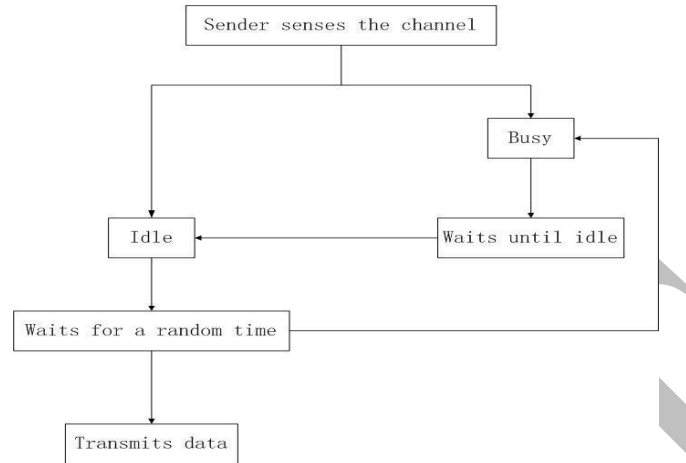 Sender senses the channel
Busy
Idle
Waits until idle
Waits for a random time
Transmits data